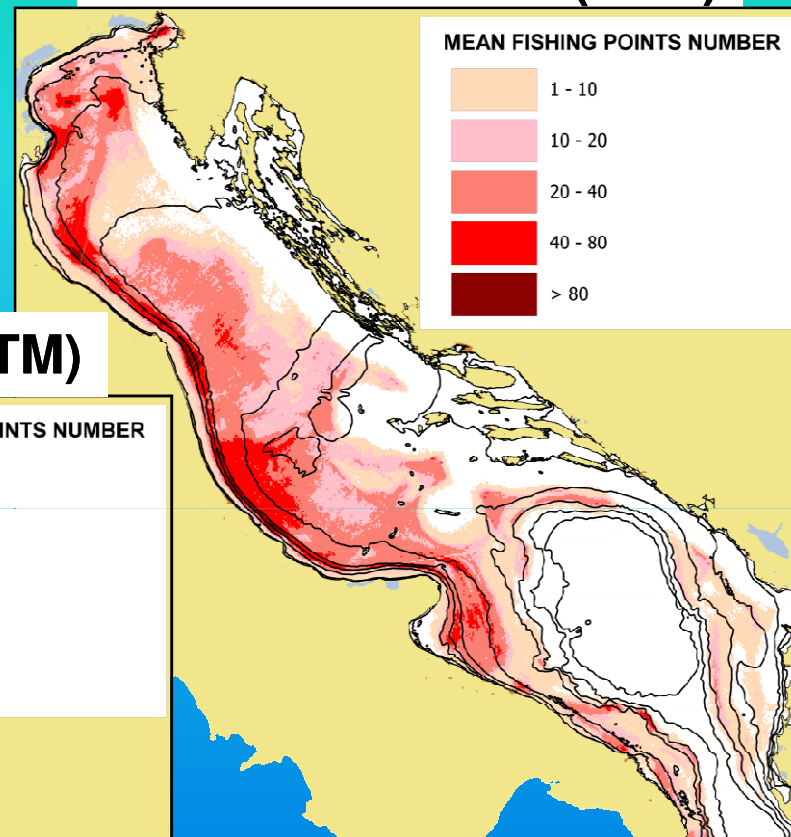 MEAN FISHING POINTS NUMBER
1 - 10
10 - 20
20 - 40
40 - 80
> 80
TM)
INTS NUMBER